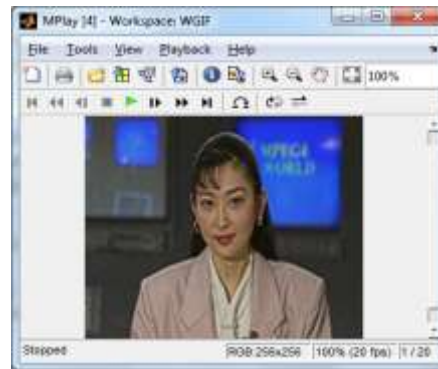 MPlay [4] - Workspace: WGIF
File Tools View Playback Help
100%
MPEG4
WORLD
Stopped
RGB:256x256 100% (20 fps) 1 / 20